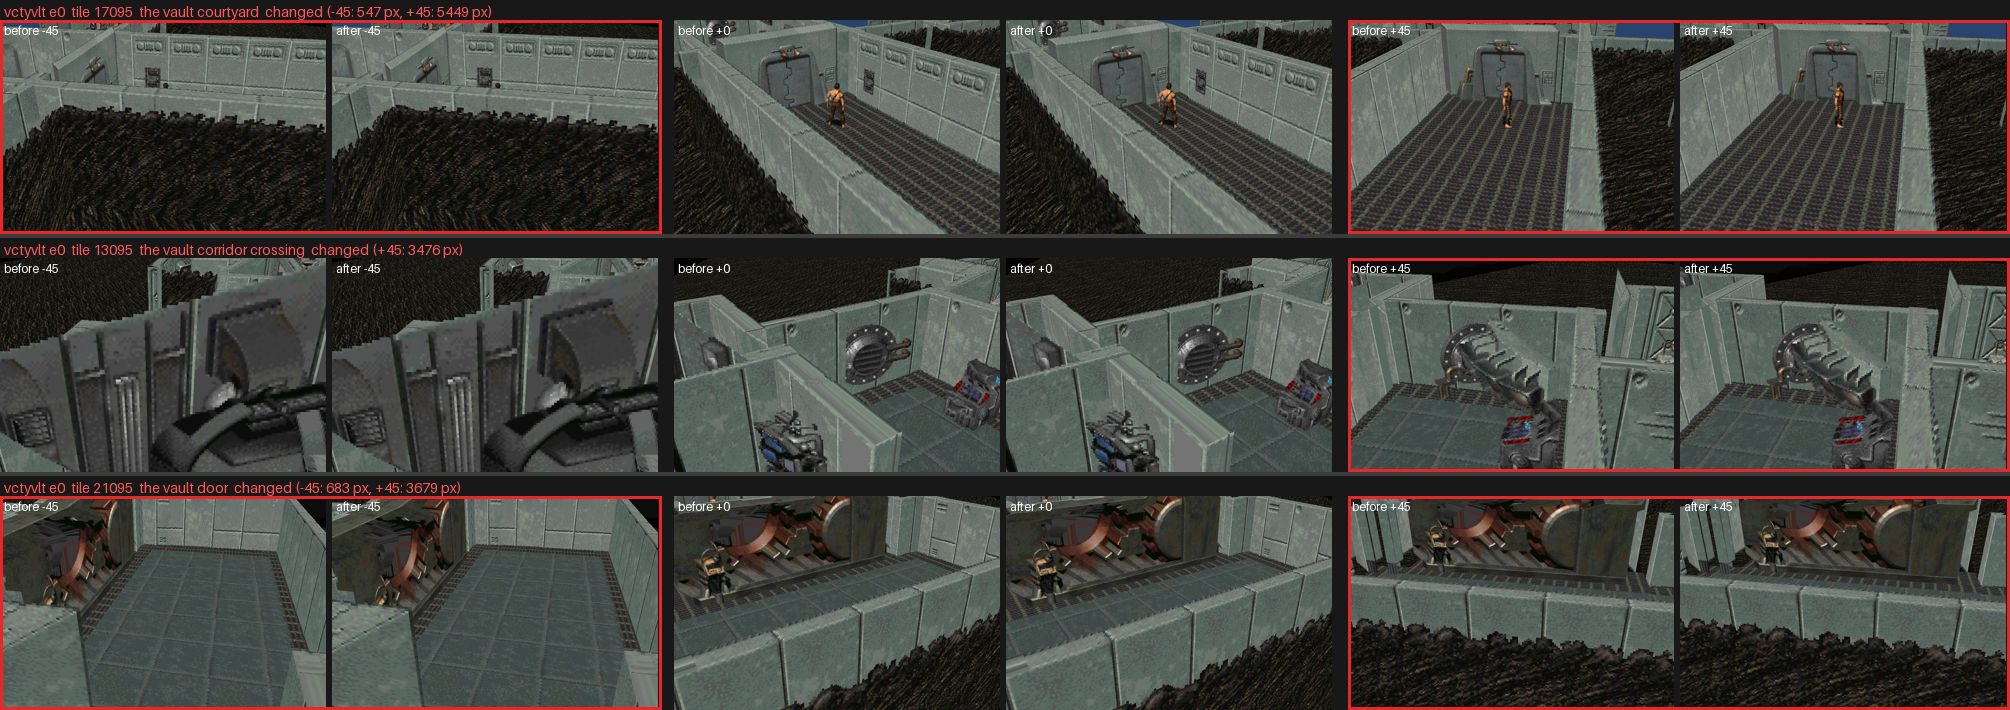 vctyvlt e0 tile 17095 the vault courtyard changed (-45: 547 px, +45: 5449 px)
before -45 after -45 before +0 after +0 before +45 after +45
vctyvlt e0 tile 13095 the vault corridor crossing changed (+45: 3476 px)
before -45 after -45 before +0 after +0 before +45 after +45
vctyvlt e0 tile 21095 the vault door changed (-45: 683 px, +45: 3679 px)
before -45 after -45 before +0 after +0 before +45 after +45